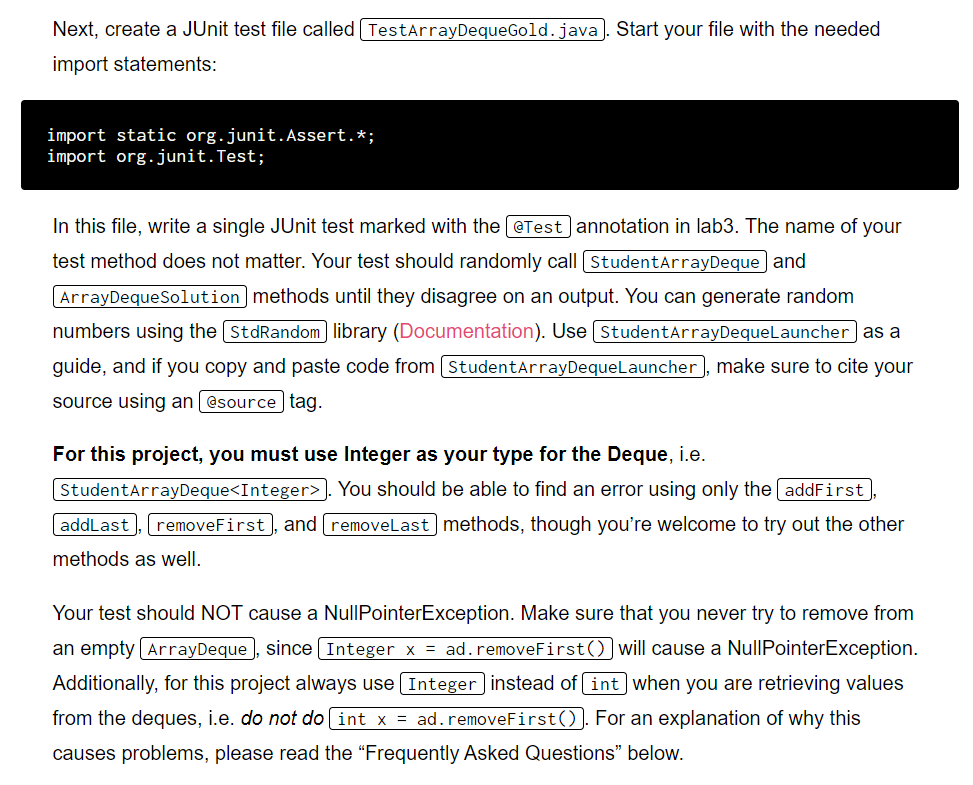 Next, create a JUnit test file called TestArrayDequeGold.java. Start your file with the needed
import statements:
import static org.junit.Assert.*;
import org.junit.Test;
In this file, write a single JUnit test marked with the @Test annotation in lab3. The name of your
test method does not matter. Your test should randomly call StudentArrayDeque and
ArrayDequeSolution methods until they disagree on an output. You can generate random
numbers using the StdRandom library (Documentation). Use StudentArrayDequeLauncher as a
guide, and if you copy and paste code from StudentArrayDequeLauncher, make sure to cite your
source using an @source tag.
For this project, you must use Integer as your type for the Deque, i.e.
StudentArrayDeque<Integer>. You should be able to find an error using only the addFirst,
addLast, removeFirst, and removeLast methods, though you’re welcome to try out the other
methods as well.
Your test should NOT cause a NullPointerException. Make sure that you never try to remove from
an empty ArrayDeque, since Integer x = ad.removeFirst() will cause a NullPointerException.
Additionally, for this project always use Integer instead of int when you are retrieving values
from the deques, i.e. do not do int x = ad.removeFirst(). For an explanation of why this
causes problems, please read the “Frequently Asked Questions” below.